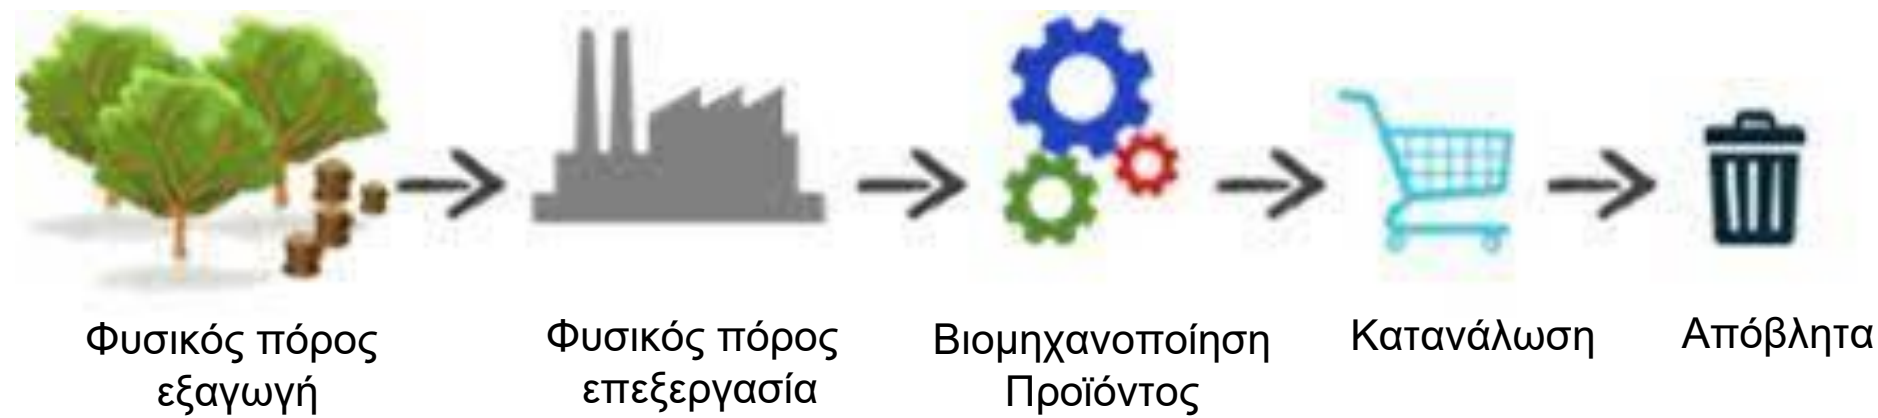 Φυσικός πόρος
εξαγωγή
Φυσικός πόρος
επεξεργασία
Βιομηχανοποίηση
Προϊόντος
Κατανάλωση
Απόβλητα